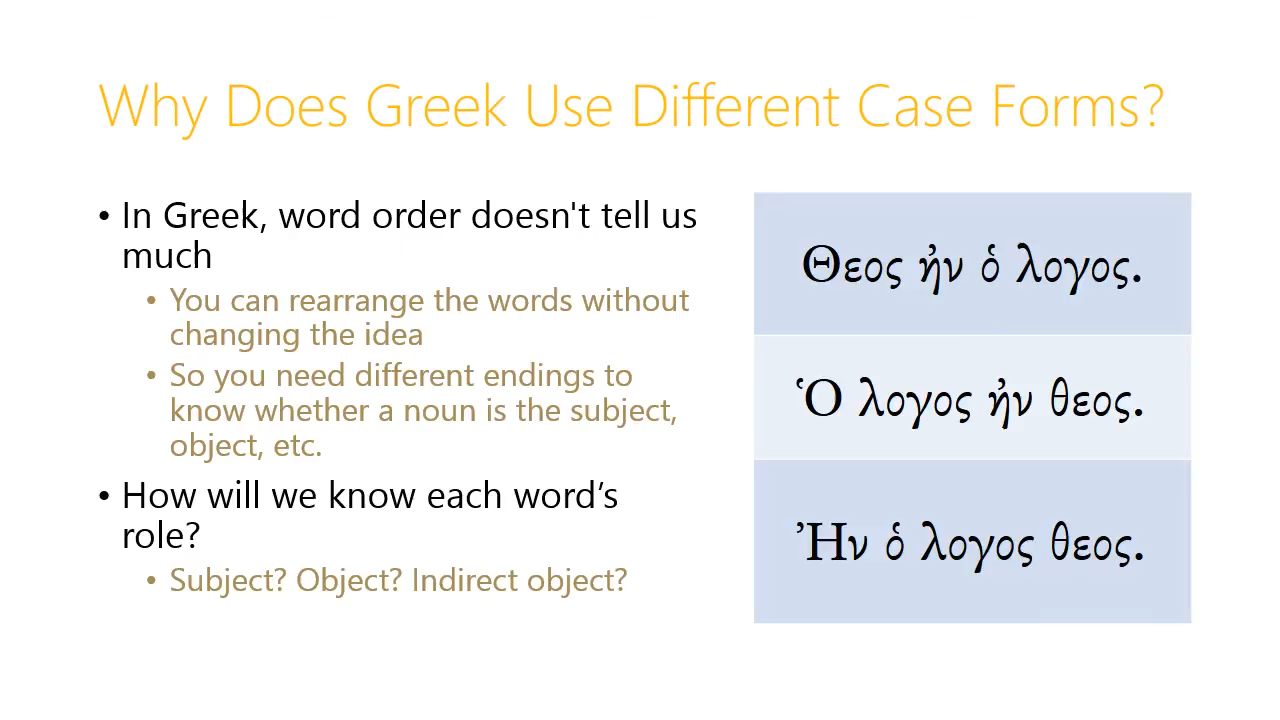 Why Does Greek Use Different Case Forms?
• In Greek, word order doesn't tell us
much
• You can rearrange the words without
changing the idea
• So you need different endings to
know whether a noun is the subject,
object, etc.
• How will we know each word’s
role?
• Subject? Object? Indirect object?
Θεος ἠν ὁ λογος.
Ὁ λογος ἠν θεος.
Ἠν ὁ λογος θεος.